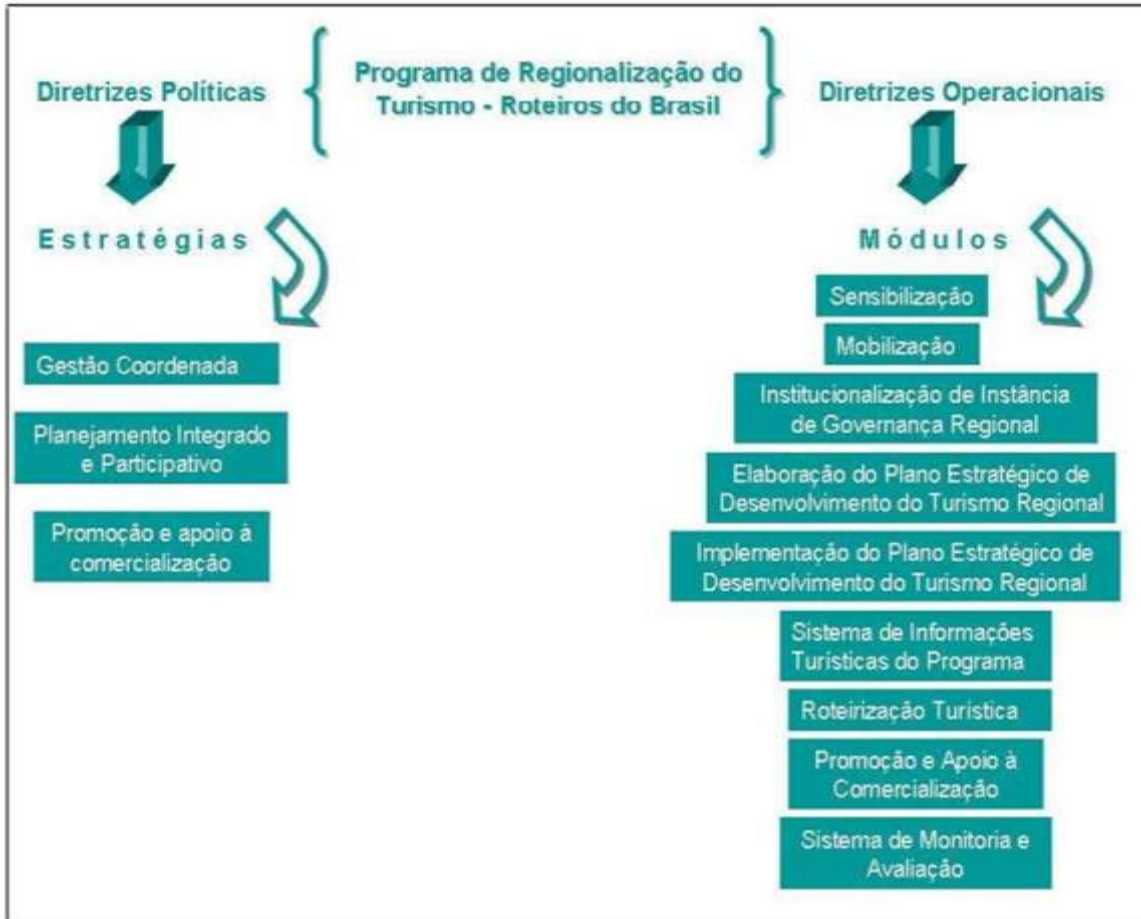 Programa de Regionalização do
Turismo - Roteiros do Brasil
Diretrizes Políticas
Estratégias
Gestão Coordenada
Planejamento Integrado
e Participativo
Promoção e apoio à
comercialização
Diretrizes Operacionais
Módulos
Sensibilização
Mobilização
Institucionalização de Instância
de Governança Regional
Elaboração do Plano Estratégico de
Desenvolvimento do Turismo Regional
Implementação do Plano Estratégico de
Desenvolvimento do Turismo Regional
Sistema de Informações
Turísticas do Programa
Roteirização Turística
Promoção e Apoio à
Comercialização
Sistema de Monitoria e
Avaliação